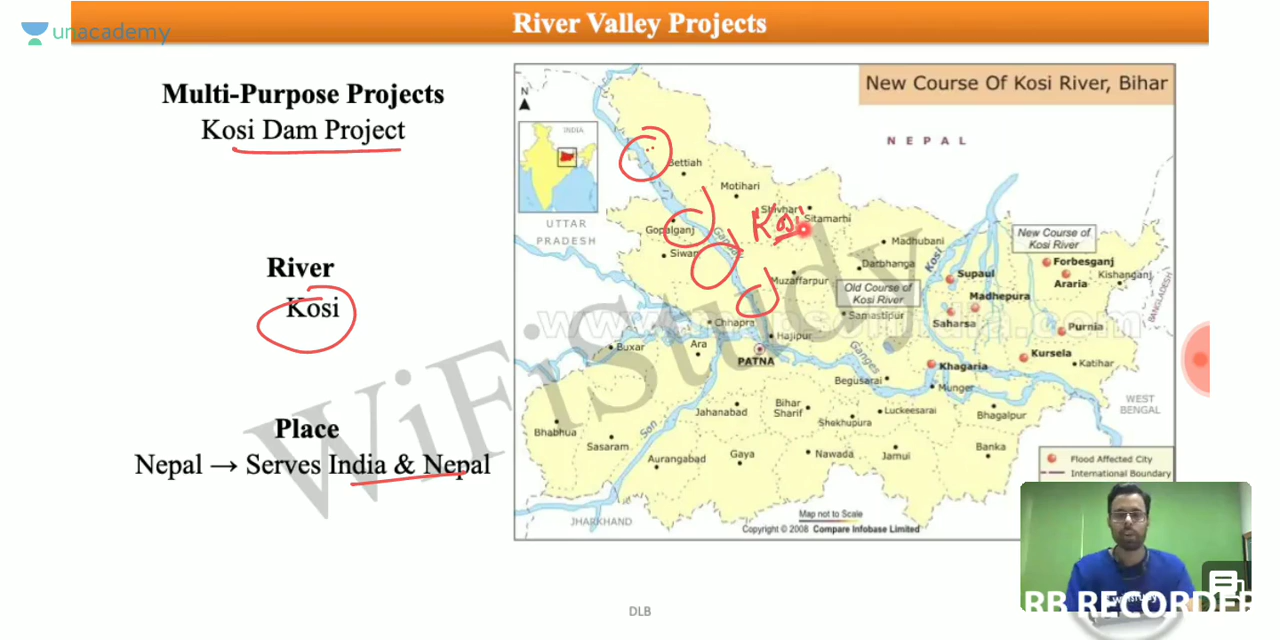 unacademy
River Valley Projects
Multi-Purpose Projects
Kosi Dam Project
River
Kosi
Place
Nepal → Serves India & Nepal
New Course Of Kosi River, Bihar
N
INDIA
NEPAL
UTTAR
PRADESH
Bettiah
Motihari
Shivhar
Sitamarhi
Gopalganj
Siwan
Madhubani
Darbhanga
Muzaffarpur
Kosi
Old Course of
Kosi River
New Course of
Kosi River
Forbesganj
Araria
Kishanganj
BANGLADESH
Supaul
Madhepura
Saharsa
Purnia
Samastipur
Chhapra
Hajipur
Buxar
Ara
PATNA
Ganges
Begusarai
Khagaria
Munger
Kursela
Katihar
WEST
BENGAL
Jahanabad
Bihar
Sharif
Shekhupura
Luckeesarai
Bhagalpur
Bhabhua
Sasaram
Son
Aurangabad
Gaya
Nawada
Jamui
Banka
JHARKHAND
Map not to Scale
Copyright © 2008 Compare Infobase Limited
Flood Affected City
International Boundary
Kosi
WiFiStudy
DLB
RB RECORDER